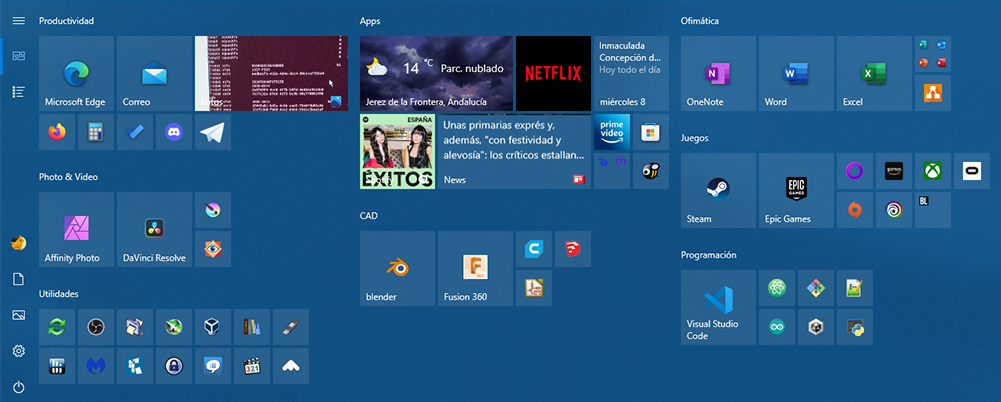 Productividad
Microsoft Edge
Correo
Fotos
Photo & Video
Affinity Photo
DaVinci Resolve
Utilidades
321
Apps
14 °C
Parc. nublado
Jerez de la Frontera, Andalucía
NETFLIX
Inmaculada
Concepción d...
Hoy todo el día
miércoles 8
ESPAÑA
ÉXITOS
Unas primarias exprés y,
además, "con festividad y
alevosía": los críticos estallan...
News
prime
video
CAD
blender
Fusion 360
Ofimática
OneNote
Word
Excel
Juegos
Steam
EPIC
GAMES
Epic Games
games
BL
Programación
Visual Studio
Code